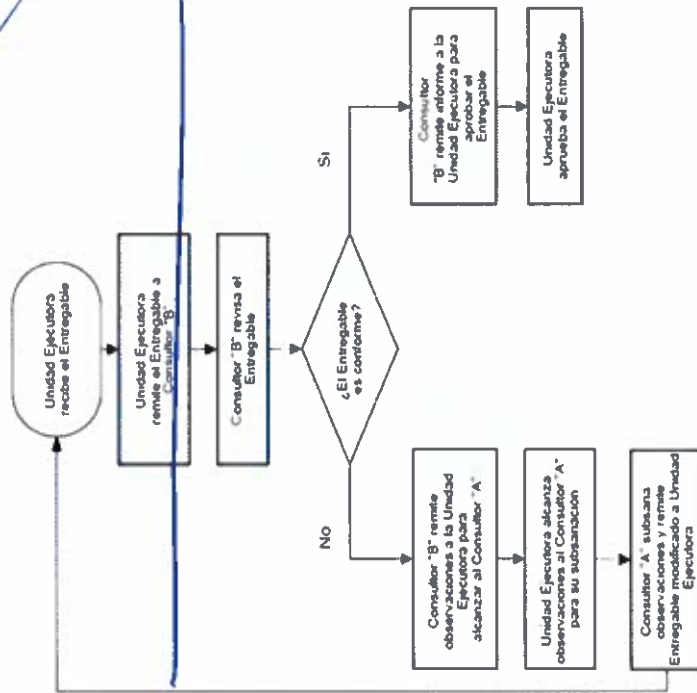 Unidad Ejecutora
recibe el Entregable
Unidad Ejecutora
remite el Entregable a
Consultor "B"
Consultor "B" revisa el
Entregable
¿El Entregable
es conforme?
No
Sí
Consultor "B" remite
observaciones a la Unidad
Ejecutora para
alcanzar al Consultor "A"
Unidad Ejecutora alcanza
observaciones al Consultor "A"
para su subsanación
Consultor "A" subsana
observaciones y remite
Entregable modificado a Unidad
Ejecutora
Consultor
"B" remite informe a la
Unidad Ejecutora para
aprobar el
Entregable
Unidad Ejecutora
aprueba el Entregable